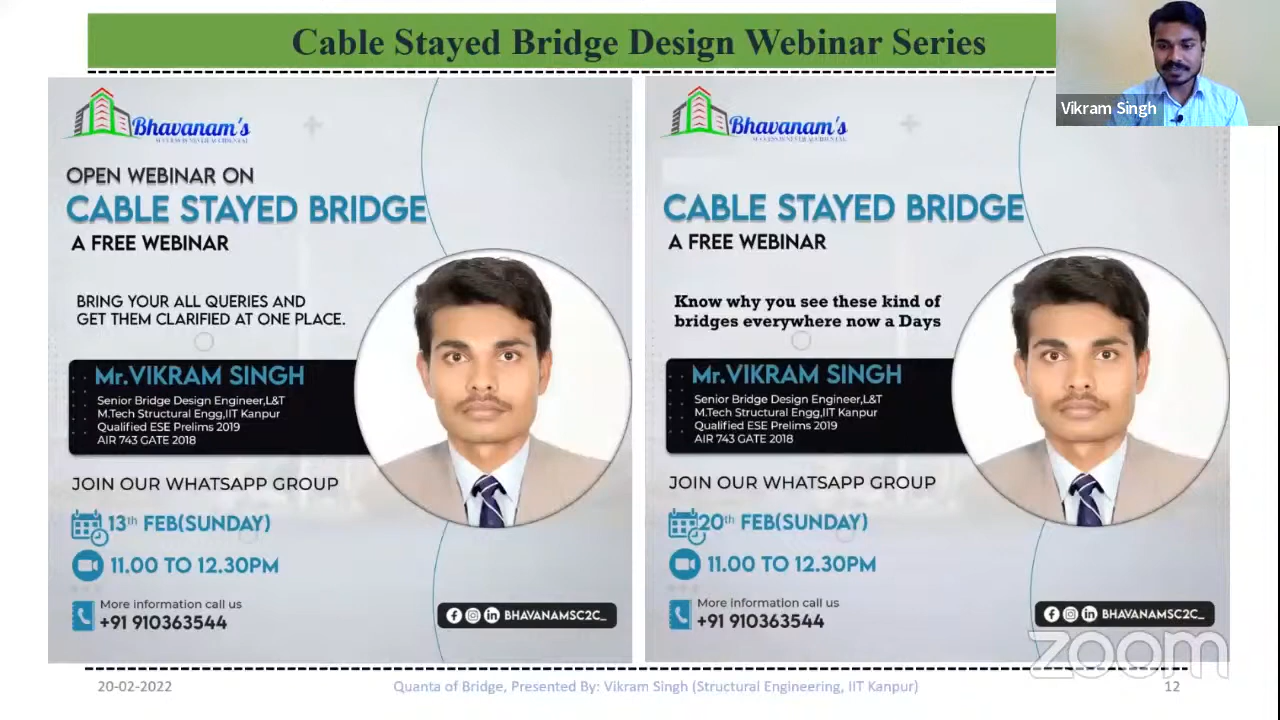 Cable Stayed Bridge Design Webinar Series
Vikram Singh
Bhavanam's
OPEN WEBINAR ON
CABLE STAYED BRIDGE
A FREE WEBINAR
BRING YOUR ALL QUERIES AND
GET THEM CLARIFIED AT ONE PLACE.
Mr.VIKRAM SINGH
Senior Bridge Design Engineer,L&T
M.Tech Structural Engg,IIT Kanpur
Qualified ESE Prelims 2019
AIR 743 GATE 2018
JOIN OUR WHATSAPP GROUP
13th FEB(SUNDAY)
11.00 TO 12.30PM
More information call us
+91 910363544
BHAVANAMSC2C_
Bhavanam's
CABLE STAYED BRIDGE
A FREE WEBINAR
Know why you see these kind of
bridges everywhere now a Days
Mr.VIKRAM SINGH
Senior Bridge Design Engineer,L&T
M.Tech Structural Engg,IIT Kanpur
Qualified ESE Prelims 2019
AIR 743 GATE 2018
JOIN OUR WHATSAPP GROUP
20th FEB(SUNDAY)
11.00 TO 12.30PM
More information call us
+91 910363544
BHAVANAMSC2C_
zoom
20-02-2022
Quanta of Bridge, Presented By: Vikram Singh (Structural Engineering, IIT Kanpur)
12